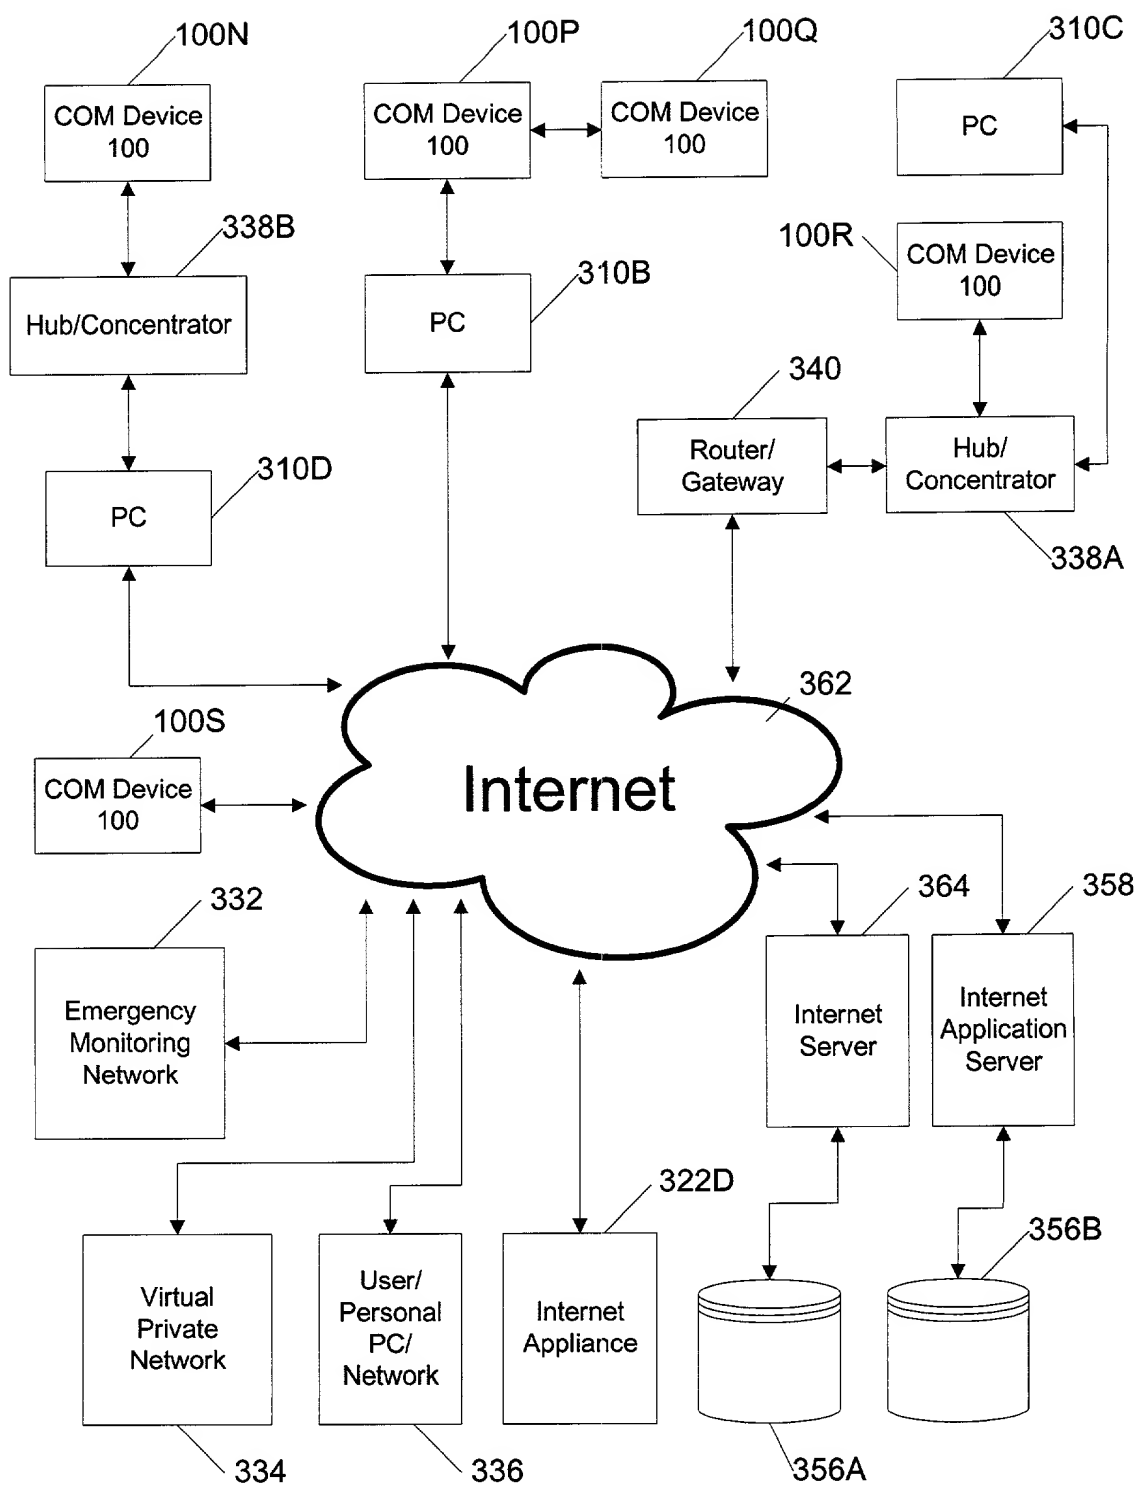 100N
100P
100Q
310C
COM Device
100
COM Device
100
COM Device
100
PC
338B
100R
COM Device
100
310B
Hub/Concentrator
PC
340
Router/
Gateway
Hub/
Concentrator
310D
PC
338A
362
100S
Internet
COM Device
100
332
364
358
Emergency
Monitoring
Network
Internet
Server
Internet
Application
Server
322D
356B
Virtual
Private
Network
User/
Personal
PC/
Network
Internet
Appliance
334
336
356A